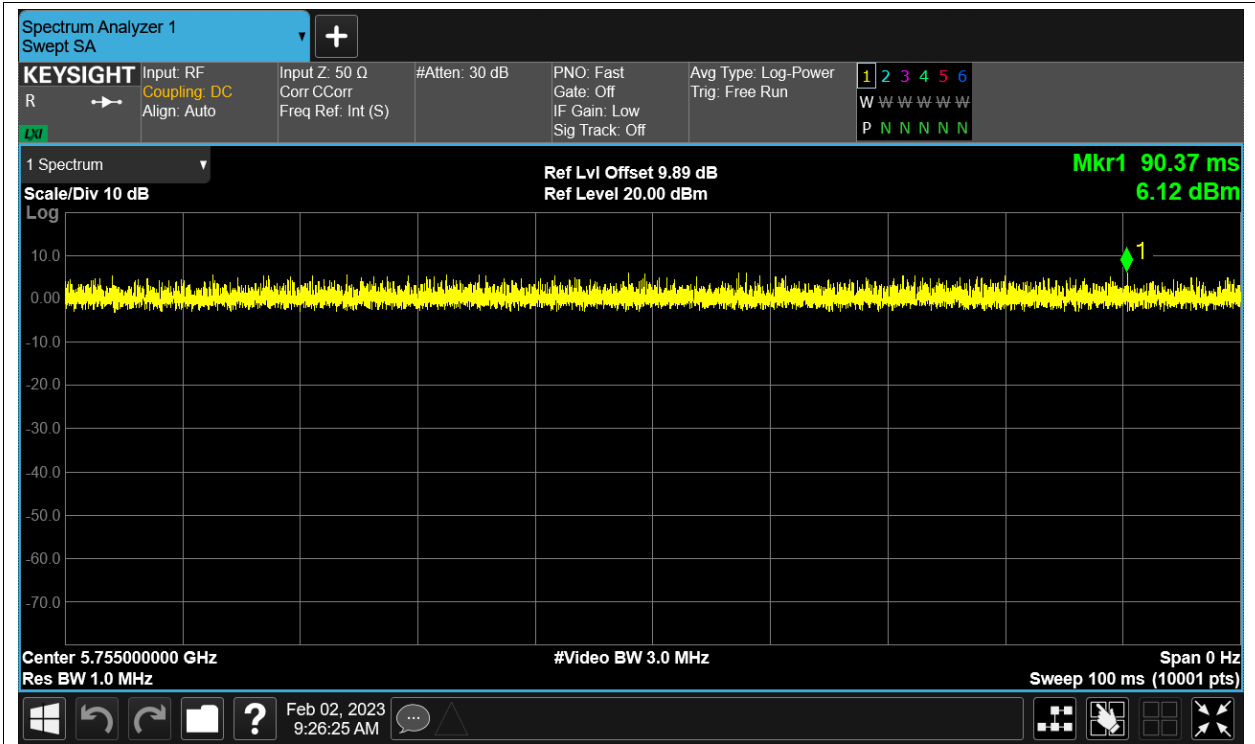 Spectrum Analyzer 1
Swept SA
KEYSIGHT
R
LXI
Input: RF
Coupling: DC
Align: Auto
Input Z: 50 Ω
Corr CCorr
Freq Ref: Int (S)
#Atten: 30 dB
PNO: Fast
Gate: Off
IF Gain: Low
Sig Track: Off
Avg Type: Log-Power
Trig: Free Run
1 2 3 4 5 6
W W W W W W
P N N N N N
1 Spectrum
Scale/Div 10 dB
Log
Ref Lvl Offset 9.89 dB
Ref Level 20.00 dBm
Mkr1 90.37 ms
6.12 dBm
1
10.0
0.00
-10.0
-20.0
-30.0
-40.0
-50.0
-60.0
-70.0
Center 5.755000000 GHz
Res BW 1.0 MHz
#Video BW 3.0 MHz
Span 0 Hz
Sweep 100 ms (10001 pts)
?
Feb 02, 2023
9:26:25 AM